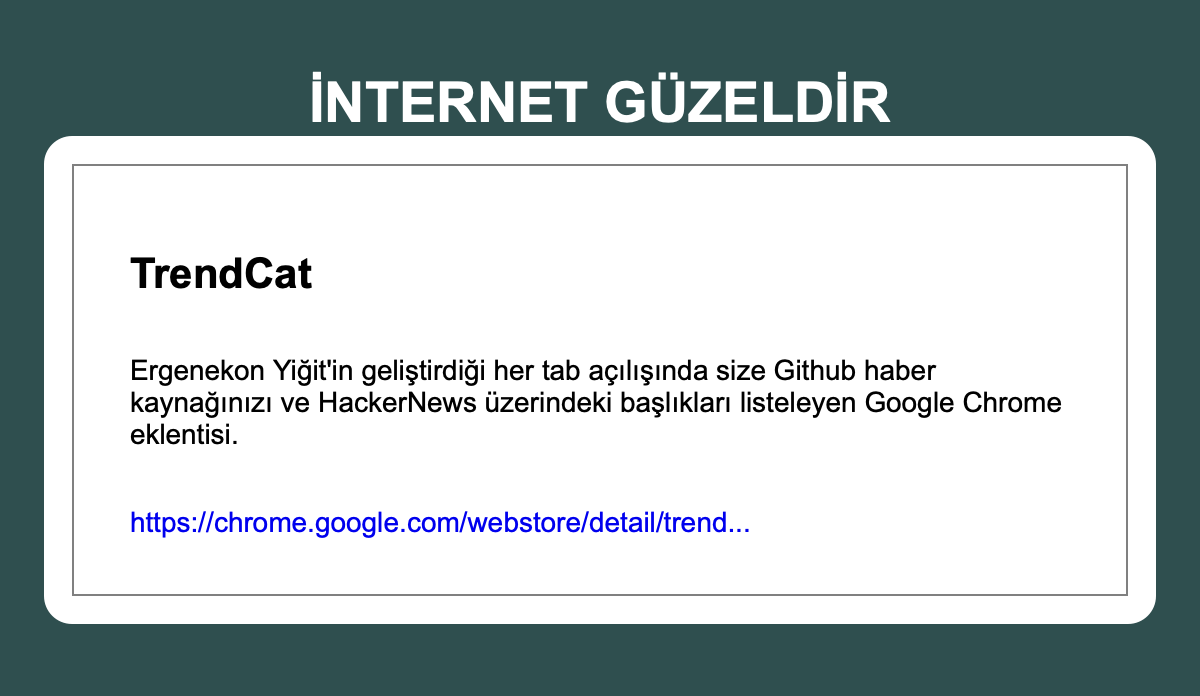 İNTERNET GÜZELDİR
TrendCat
Ergenekon Yiğit'in geliştirdiği her tab açılışında size Github haber
kaynağınızı ve HackerNews üzerindeki başlıkları listeleyen Google Chrome
eklentisi.
https://chrome.google.com/webstore/detail/trend...